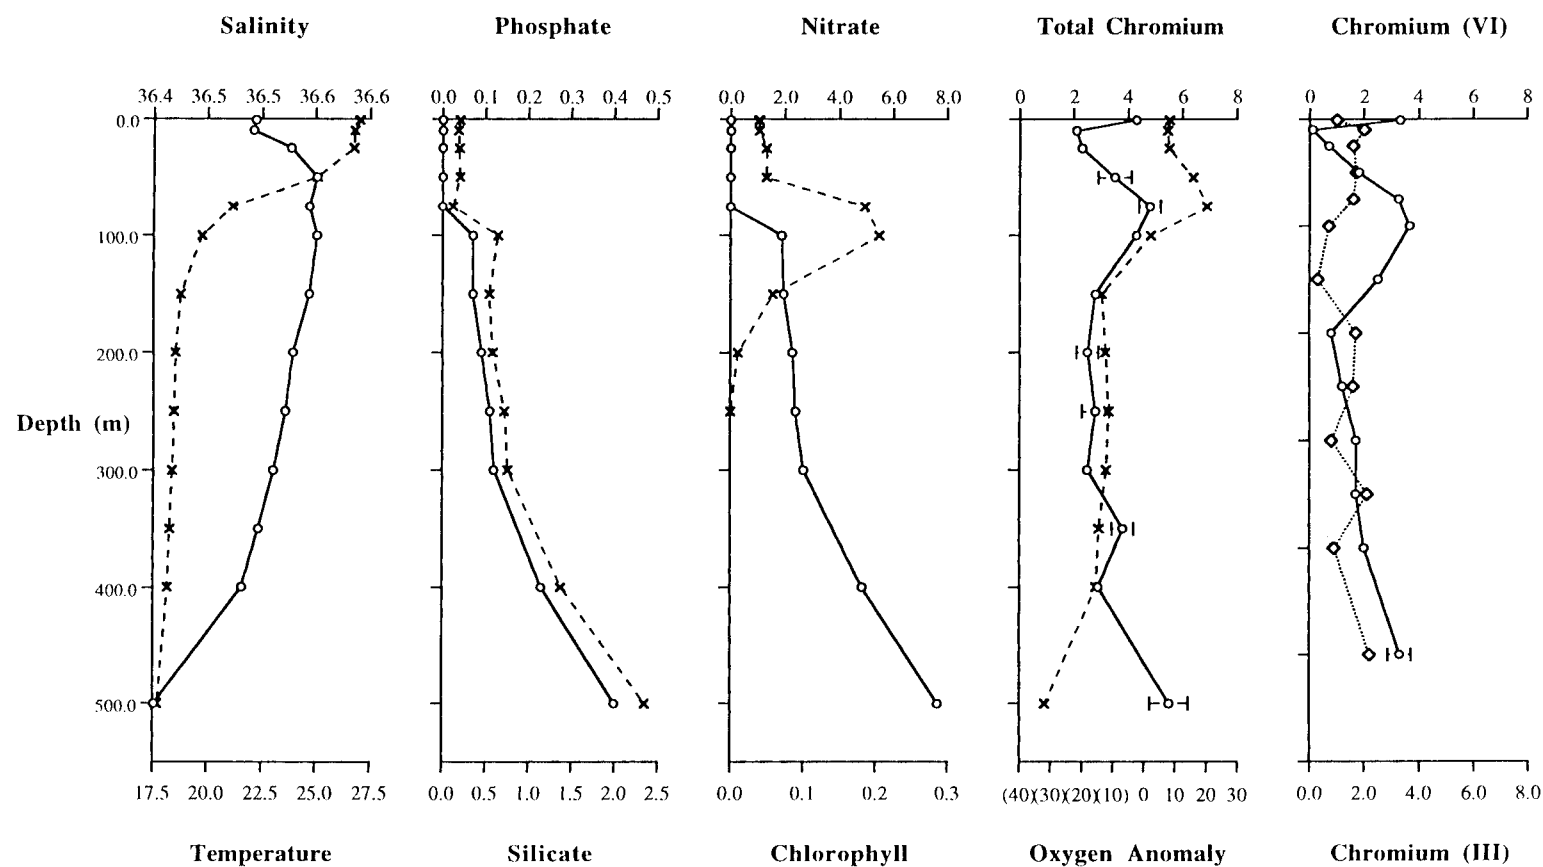 Salinity Phosphate Nitrate Total Chromium Chromium (VI)
36.4 36.5 36.5 36.6 36.6 0.0 0.1 0.2 0.3 0.4 0.5 0.0 2.0 4.0 6.0 8.0 0 2 4 6 8 0 2 4 6 8
0.0
100.0
200.0
Depth (m)
300.0
400.0
500.0
17.5 20.0 22.5 25.0 27.5 0.0 0.5 1.0 1.5 2.0 2.5 0.0 0.1 0.2 0.3 (40)(30)(20)(10) 0 10 20 30 0.0 2.0 4.0 6.0 8.0
Temperature Silicate Chlorophyll Oxygen Anomaly Chromium (III)